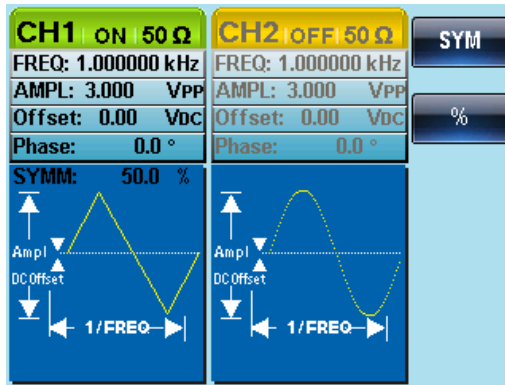 CH1 ON 50 Ω
FREQ: 1.000000 kHz
AMPL: 3.000 VPP
Offset: 0.00 VDC
Phase: 0.0 °
SYMM: 50.0 %
Ampl
DC Offset
1/FREQ
CH2 OFF 50 Ω
FREQ: 1.000000 kHz
AMPL: 3.000 VPP
Offset: 0.00 VDC
Phase: 0.0 °
Ampl
DC Offset
1/FREQ
SYM
%